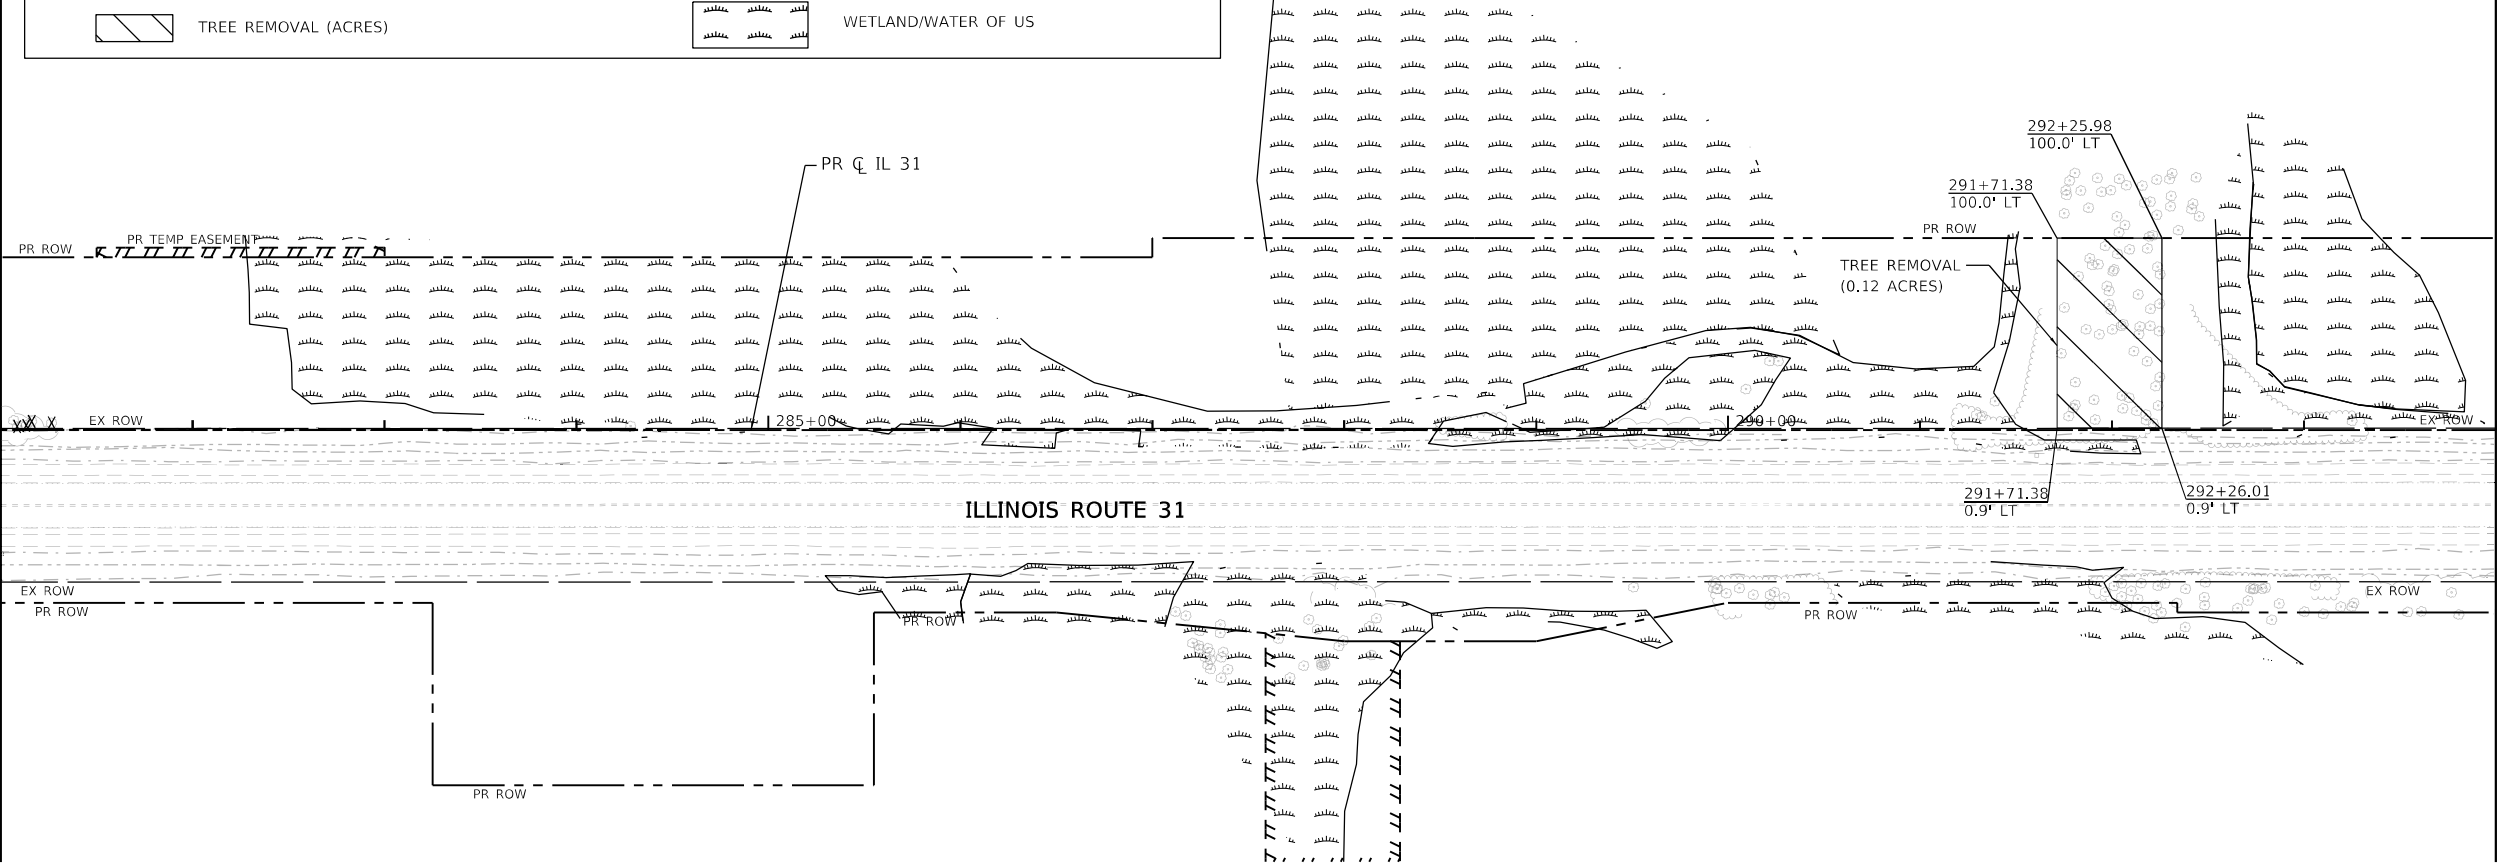 TREE REMOVAL (ACRES)
WETLAND/WATER OF US
292+25.98
100.0' LT
PR ℄ IL 31
291+71.38
100.0' LT
PR ROW
PR TEMP EASEMENT
PR ROW
TREE REMOVAL
(0.12 ACRES)
X X X
EX ROW
285+00
290+00
EX ROW
291+71.38
0.9' LT
292+26.01
0.9' LT
ILLINOIS ROUTE 31
EX ROW
PR ROW
PR ROW
PR ROW
EX ROW
PR ROW